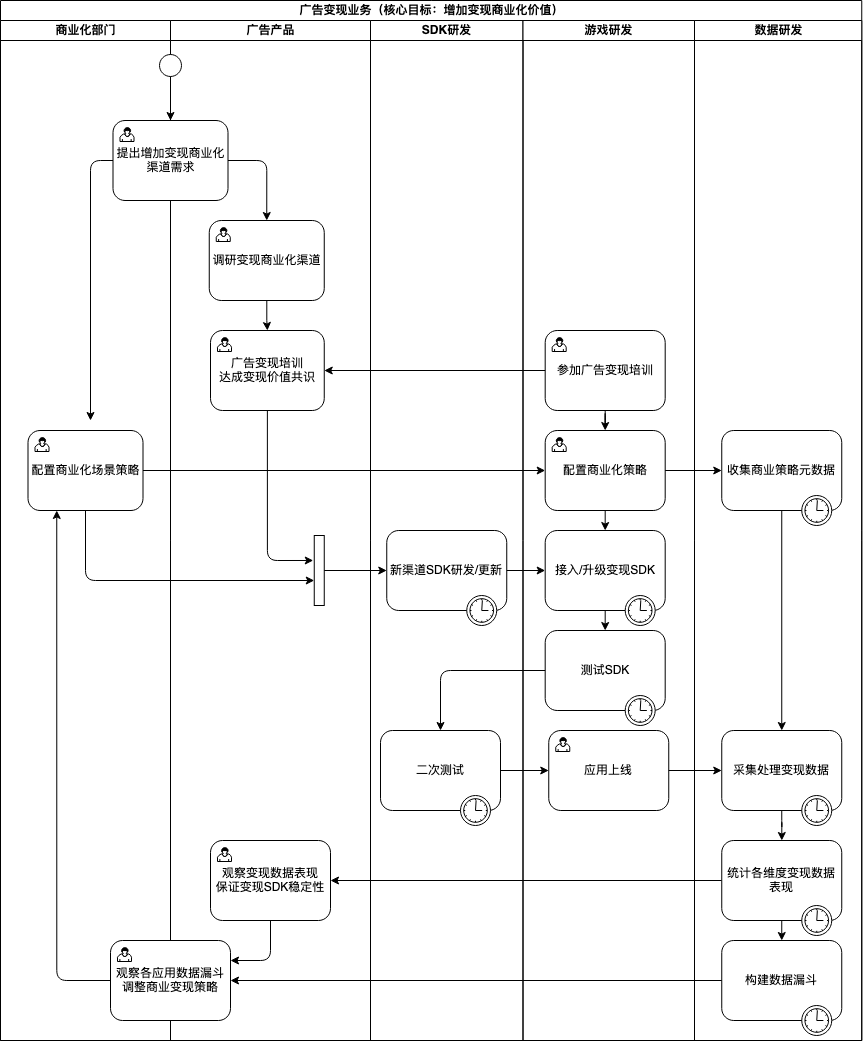 广告变现业务（核心目标：增加变现商业化价值）
商业化部门
广告产品
SDK研发
游戏研发
数据研发
提出增加变现商业化
渠道需求
调研变现商业化渠道
广告变现培训
达成变现价值共识
参加广告变现培训
配置商业化场景策略
配置商业化策略
收集商业策略元数据
新渠道SDK研发/更新
接入/升级变现SDK
测试SDK
二次测试
应用上线
采集处理变现数据
观察变现数据表现
保证变现SDK稳定性
统计各维度变现数据
表现
观察各应用数据漏斗
调整商业变现策略
构建数据漏斗